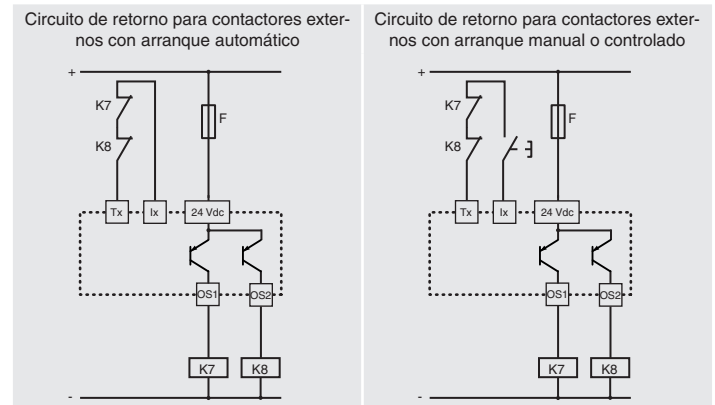 Circuito de retorno para contactores exter-
nos con arranque automático
+
K7
F
K8
Tx Ix 24 Vdc
OS1 OS2
K7 K8
-
Circuito de retorno para contactores exter-
nos con arranque manual o controlado
+
K7
F
K8
Tx Ix 24 Vdc
OS1 OS2
K7 K8
-